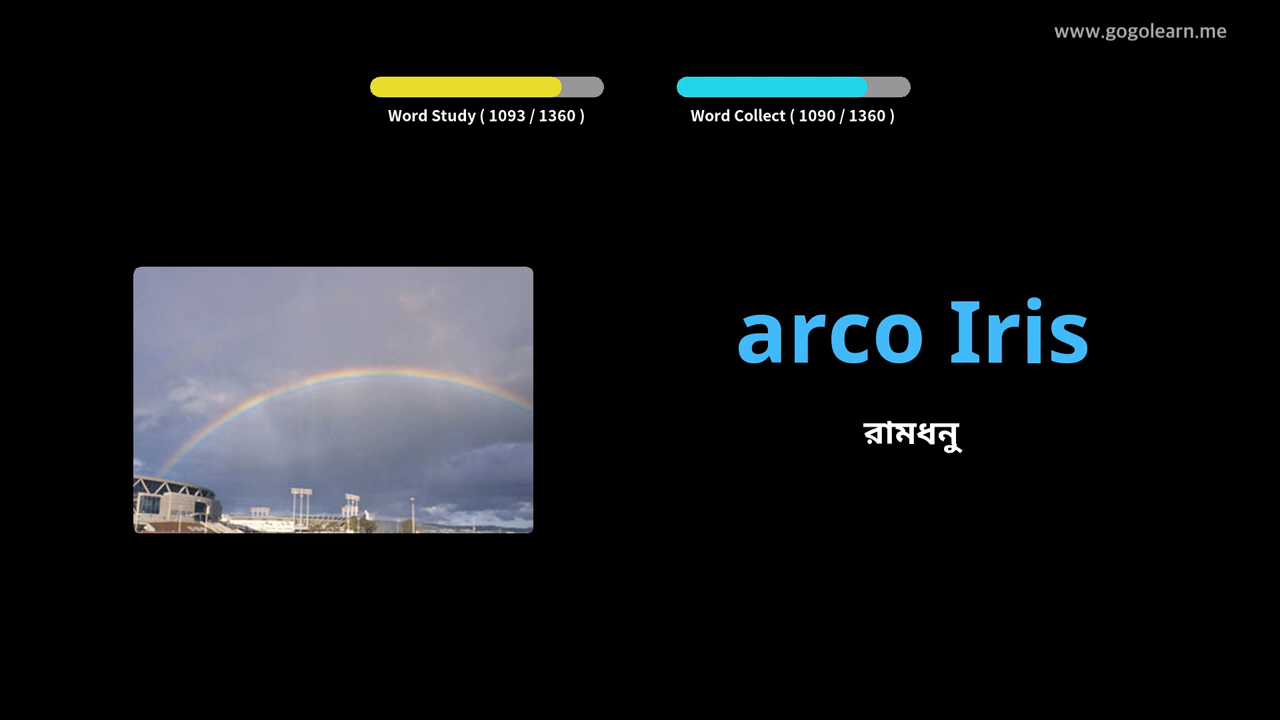 www.gogolearn.me
Word Study ( 1093 / 1360 )
Word Collect ( 1090 / 1360 )
arco Iris
রামধনু